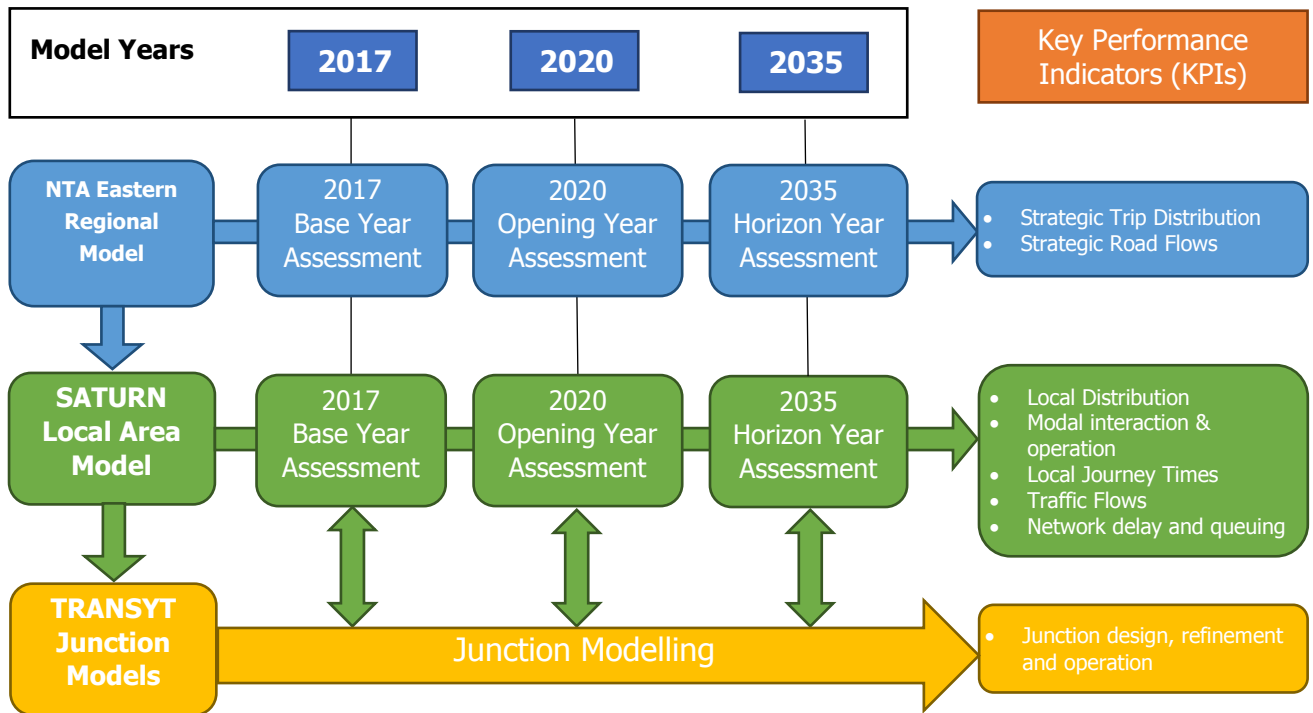 Model Years
2017
2020
2035
Key Performance
Indicators (KPIs)
NTA Eastern
Regional
Model
2017
Base Year
Assessment
2020
Opening Year
Assessment
2035
Horizon Year
Assessment
• Strategic Trip Distribution
• Strategic Road Flows
SATURN
Local Area
Model
2017
Base Year
Assessment
2020
Opening Year
Assessment
2035
Horizon Year
Assessment
• Local Distribution
• Modal interaction &
operation
• Local Journey Times
• Traffic Flows
• Network delay and queuing
TRANSYT
Junction
Models
Junction Modelling
• Junction design, refinement
and operation